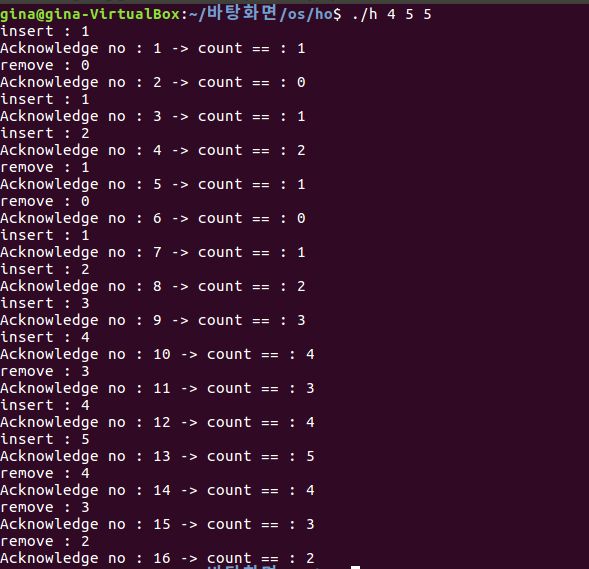 gina@gina-VirtualBox:~/바탕화면/os/ho$ ./h 4 5 5
insert : 1
Acknowledge no : 1 -> count == : 1
remove : 0
Acknowledge no : 2 -> count == : 0
insert : 1
Acknowledge no : 3 -> count == : 1
insert : 2
Acknowledge no : 4 -> count == : 2
remove : 1
Acknowledge no : 5 -> count == : 1
remove : 0
Acknowledge no : 6 -> count == : 0
insert : 1
Acknowledge no : 7 -> count == : 1
insert : 2
Acknowledge no : 8 -> count == : 2
insert : 3
Acknowledge no : 9 -> count == : 3
insert : 4
Acknowledge no : 10 -> count == : 4
remove : 3
Acknowledge no : 11 -> count == : 3
insert : 4
Acknowledge no : 12 -> count == : 4
insert : 5
Acknowledge no : 13 -> count == : 5
remove : 4
Acknowledge no : 14 -> count == : 4
remove : 3
Acknowledge no : 15 -> count == : 3
remove : 2
Acknowledge no : 16 -> count == : 2